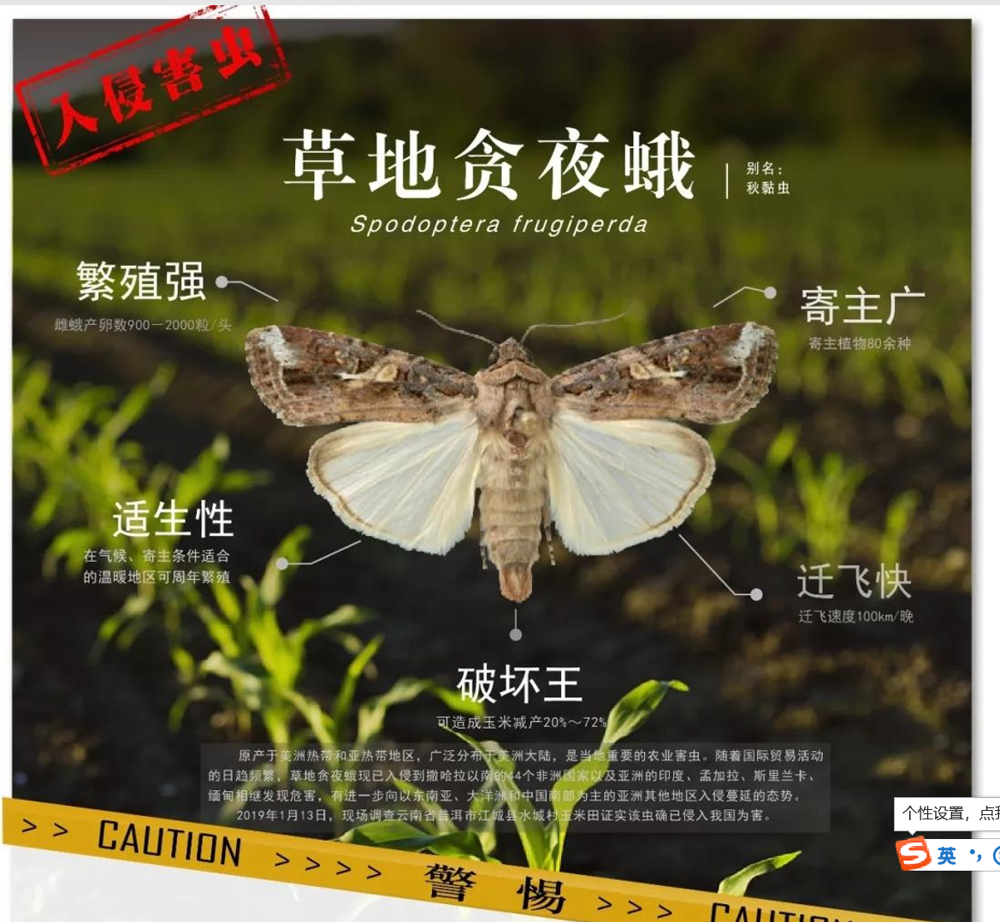 入侵害虫
草地贪夜蛾
别名：
秋黏虫
Spodoptera frugiperda
繁殖强
雌蛾产卵数900—2000粒/头
寄主广
寄主植物80余种
适生性
在气候、寄主条件适合
的温暖地区可周年繁殖
迁飞快
迁飞速度100km/晚
破坏王
可造成玉米减产20%～72%
原产于美洲热带和亚热带地区，广泛分布于美洲大陆，是当地重要的农业害虫。随着国际贸易活动
的日趋频繁，草地贪夜蛾现已入侵到撒哈拉以南的44个非洲国家以及亚洲的印度、孟加拉、斯里兰卡、
缅甸相继发现危害，有进一步向以东南亚、大洋洲和中国南部为主的亚洲其他地区入侵蔓延的态势。
2019年1月13日，现场调查云南省普洱市江城县水城村玉米田证实该虫确已侵入我国为害。
> > CAUTION > > > > 警 惕 > > > CAUTION
个性设置，点我
英